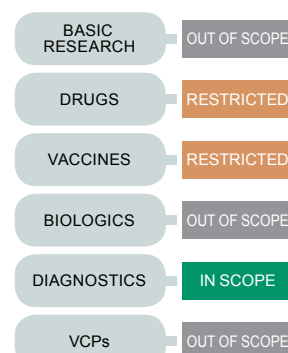 BASIC
RESEARCH
OUT OF SCOPE
DRUGS
RESTRICTED
VACCINES
RESTRICTED
BIOLOGICS
OUT OF SCOPE
DIAGNOSTICS
IN SCOPE
VCPs
OUT OF SCOPE